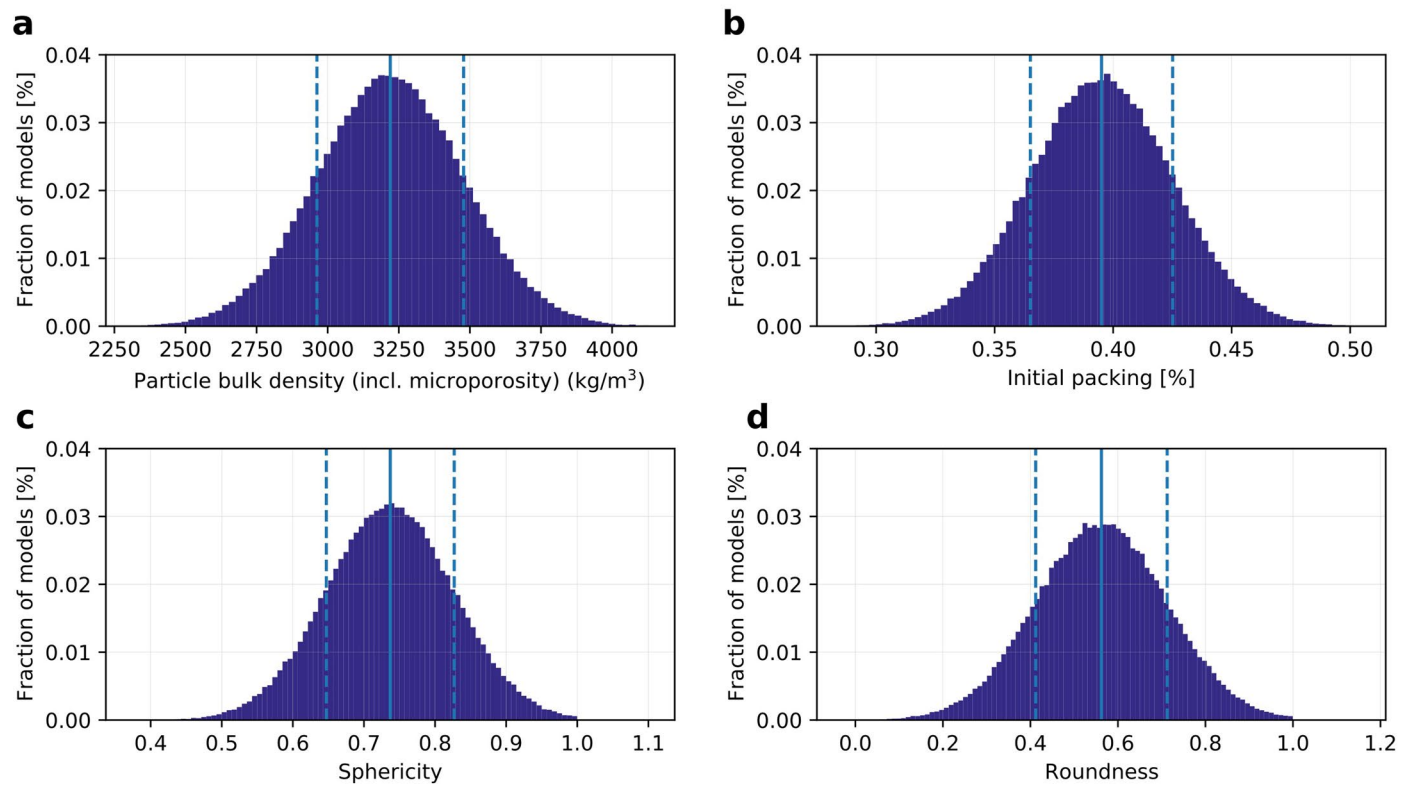 a
0.04
0.03
0.02
0.01
0.00
Fraction of models [%]
2250 2500 2750 3000 3250 3500 3750 4000
Particle bulk density (incl. microporosity) (kg/m³)
b
0.04
0.03
0.02
0.01
0.00
Fraction of models [%]
0.30 0.35 0.40 0.45 0.50
Initial packing [%]
c
0.04
0.03
0.02
0.01
0.00
Fraction of models [%]
0.4 0.5 0.6 0.7 0.8 0.9 1.0 1.1
Sphericity
d
0.04
0.03
0.02
0.01
0.00
Fraction of models [%]
0.0 0.2 0.4 0.6 0.8 1.0 1.2
Roundness